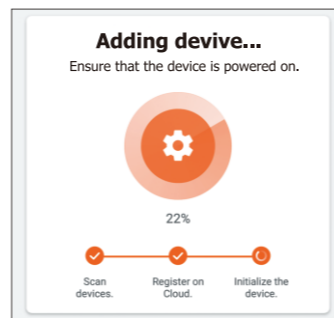 Adding devive...
Ensure that the device is powered on.
22%
Scan
devices.
Register on
Cloud.
Initialize the
device.